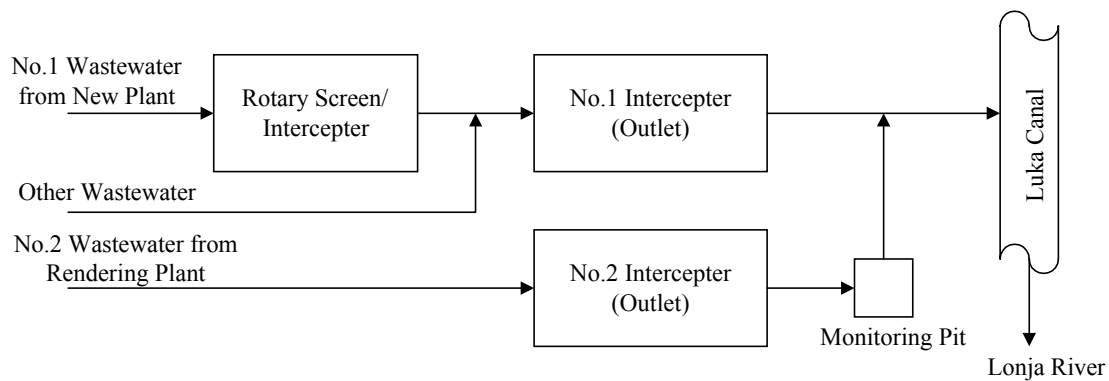 No.1 Wastewater
from New Plant
Rotary Screen/
Intercepter
No.1 Intercepter
(Outlet)
Luka Canal
Other Wastewater
No.2 Wastewater from
Rendering Plant
No.2 Intercepter
(Outlet)
Monitoring Pit
Lonja River